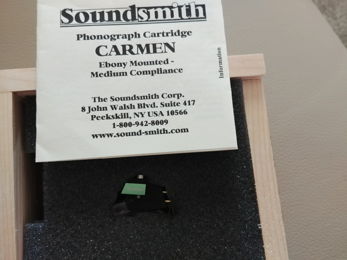 Soundsmith
Phonograph Cartridge
CARMEN
Ebony Mounted -
Medium Compliance
The Soundsmith Corp.
8 John Walsh Blvd. Suite 417
Peekskill, NY USA 10566
1-800-942-8009
www.sound-smith.com
Information